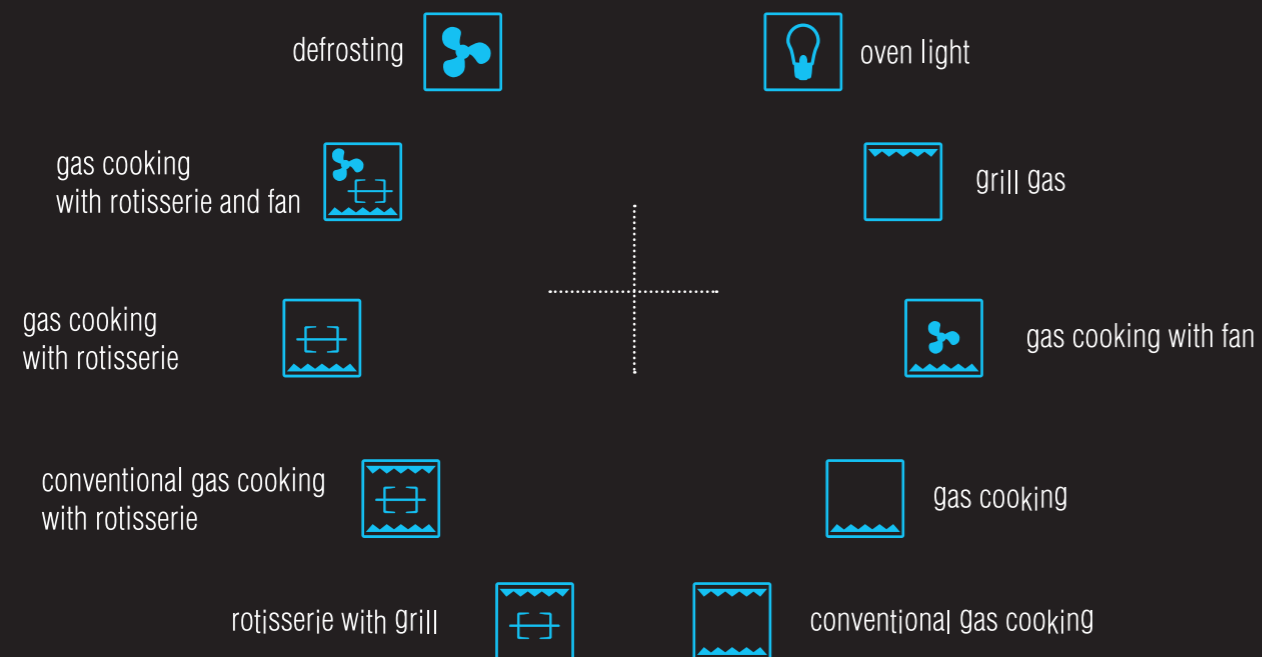 defrosting
oven light
gas cooking
with rotisserie and fan
grill gas
gas cooking
with rotisserie
gas cooking with fan
conventional gas cooking
with rotisserie
gas cooking
rotisserie with grill
conventional gas cooking